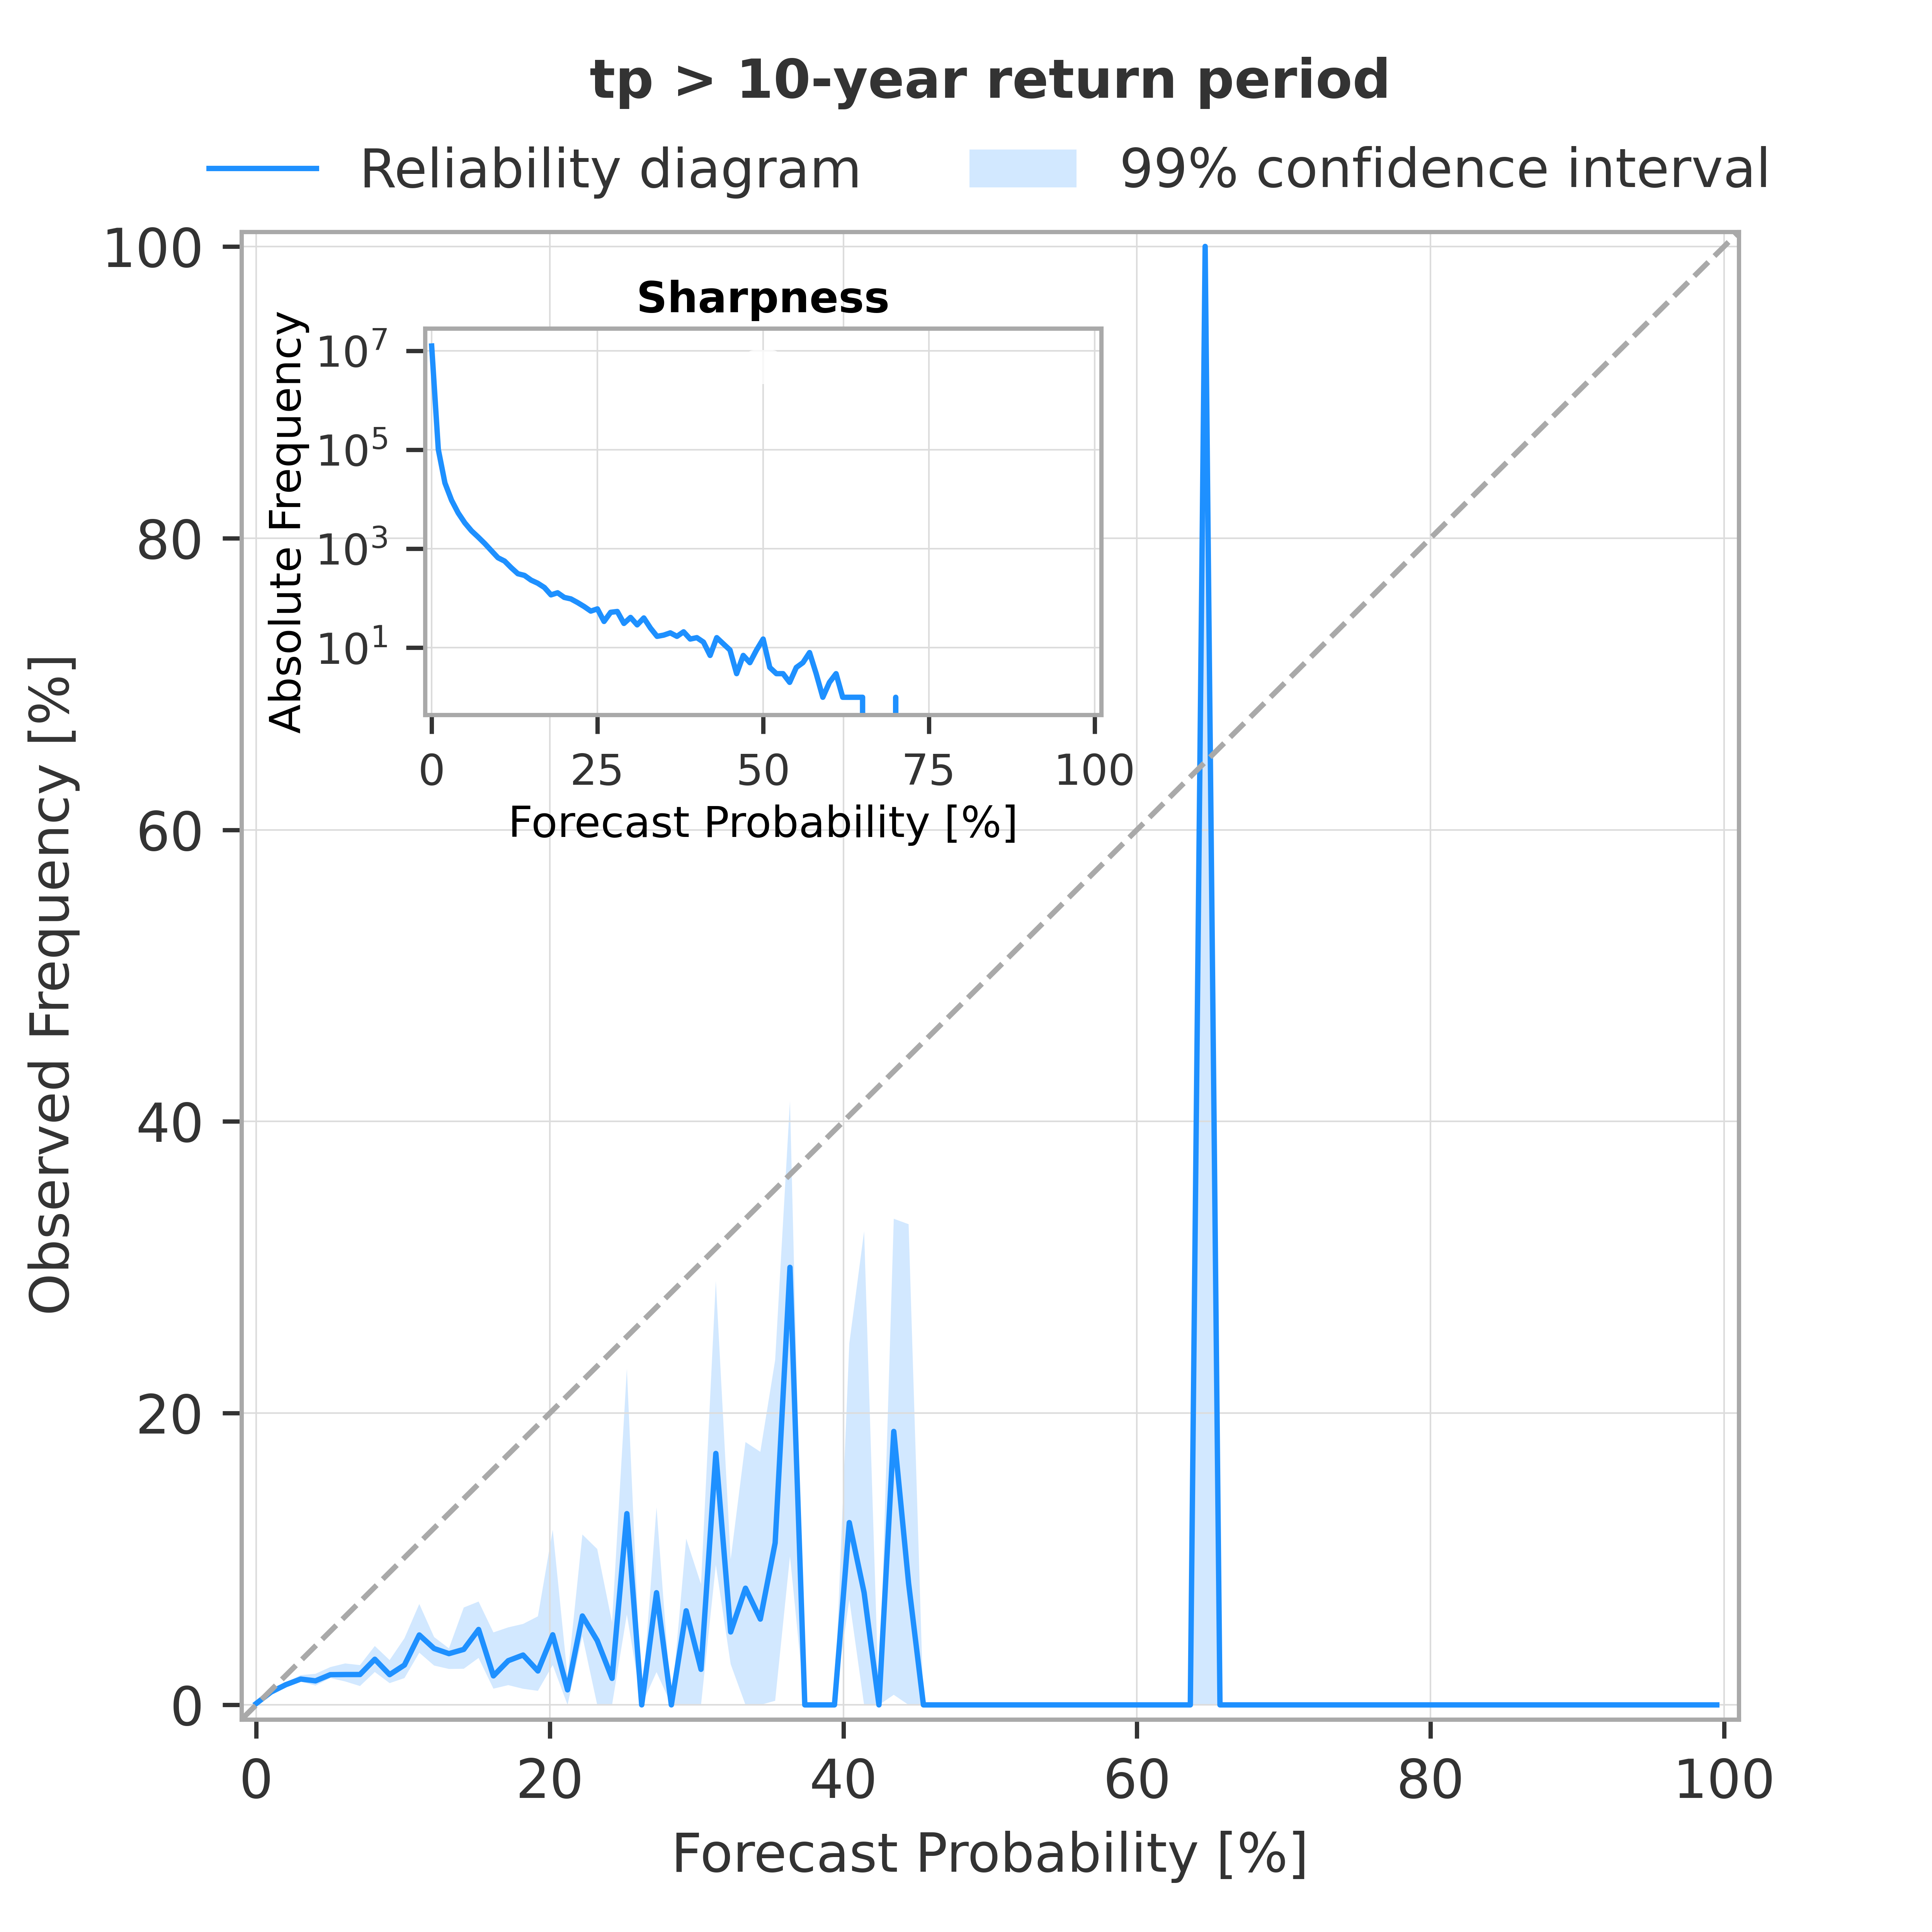 tp > 10-year return period
Reliability diagram
99% confidence interval
100
80
60
40
20
0
Observed Frequency [%]
Sharpness
10⁷
10⁵
10³
10¹
Absolute Frequency
0 25 50 75 100
Forecast Probability [%]
0 20 40 60 80 100
Forecast Probability [%]